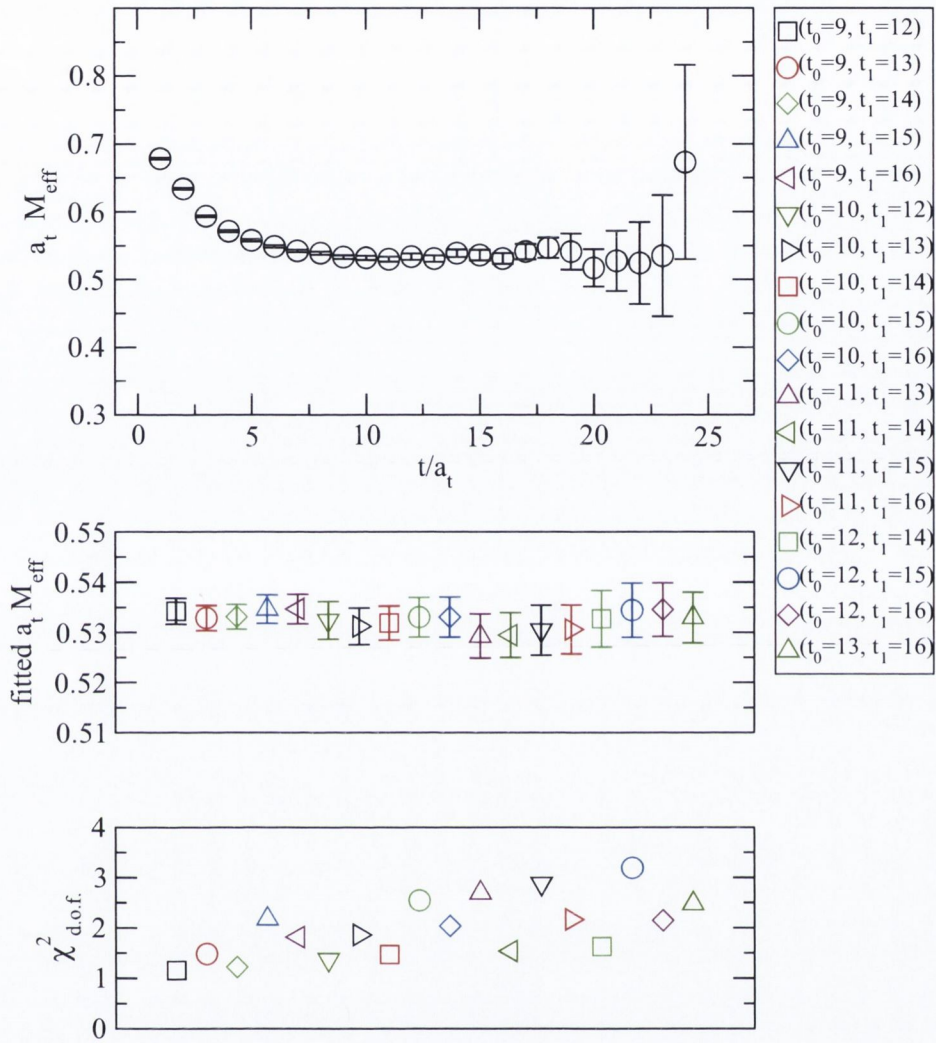 0.8
0.7
0.6
0.5
0.4
0.3
a_t M_eff
0 5 10 15 20 25
t/a_t
0.55
0.54
0.53
0.52
0.51
fitted a_t M_eff
4
3
2
1
0
χ²_d.o.f.
(t_0=9, t_1=12)
(t_0=9, t_1=13)
(t_0=9, t_1=14)
(t_0=9, t_1=15)
(t_0=9, t_1=16)
(t_0=10, t_1=12)
(t_0=10, t_1=13)
(t_0=10, t_1=14)
(t_0=10, t_1=15)
(t_0=10, t_1=16)
(t_0=11, t_1=13)
(t_0=11, t_1=14)
(t_0=11, t_1=15)
(t_0=11, t_1=16)
(t_0=12, t_1=14)
(t_0=12, t_1=15)
(t_0=12, t_1=16)
(t_0=13, t_1=16)